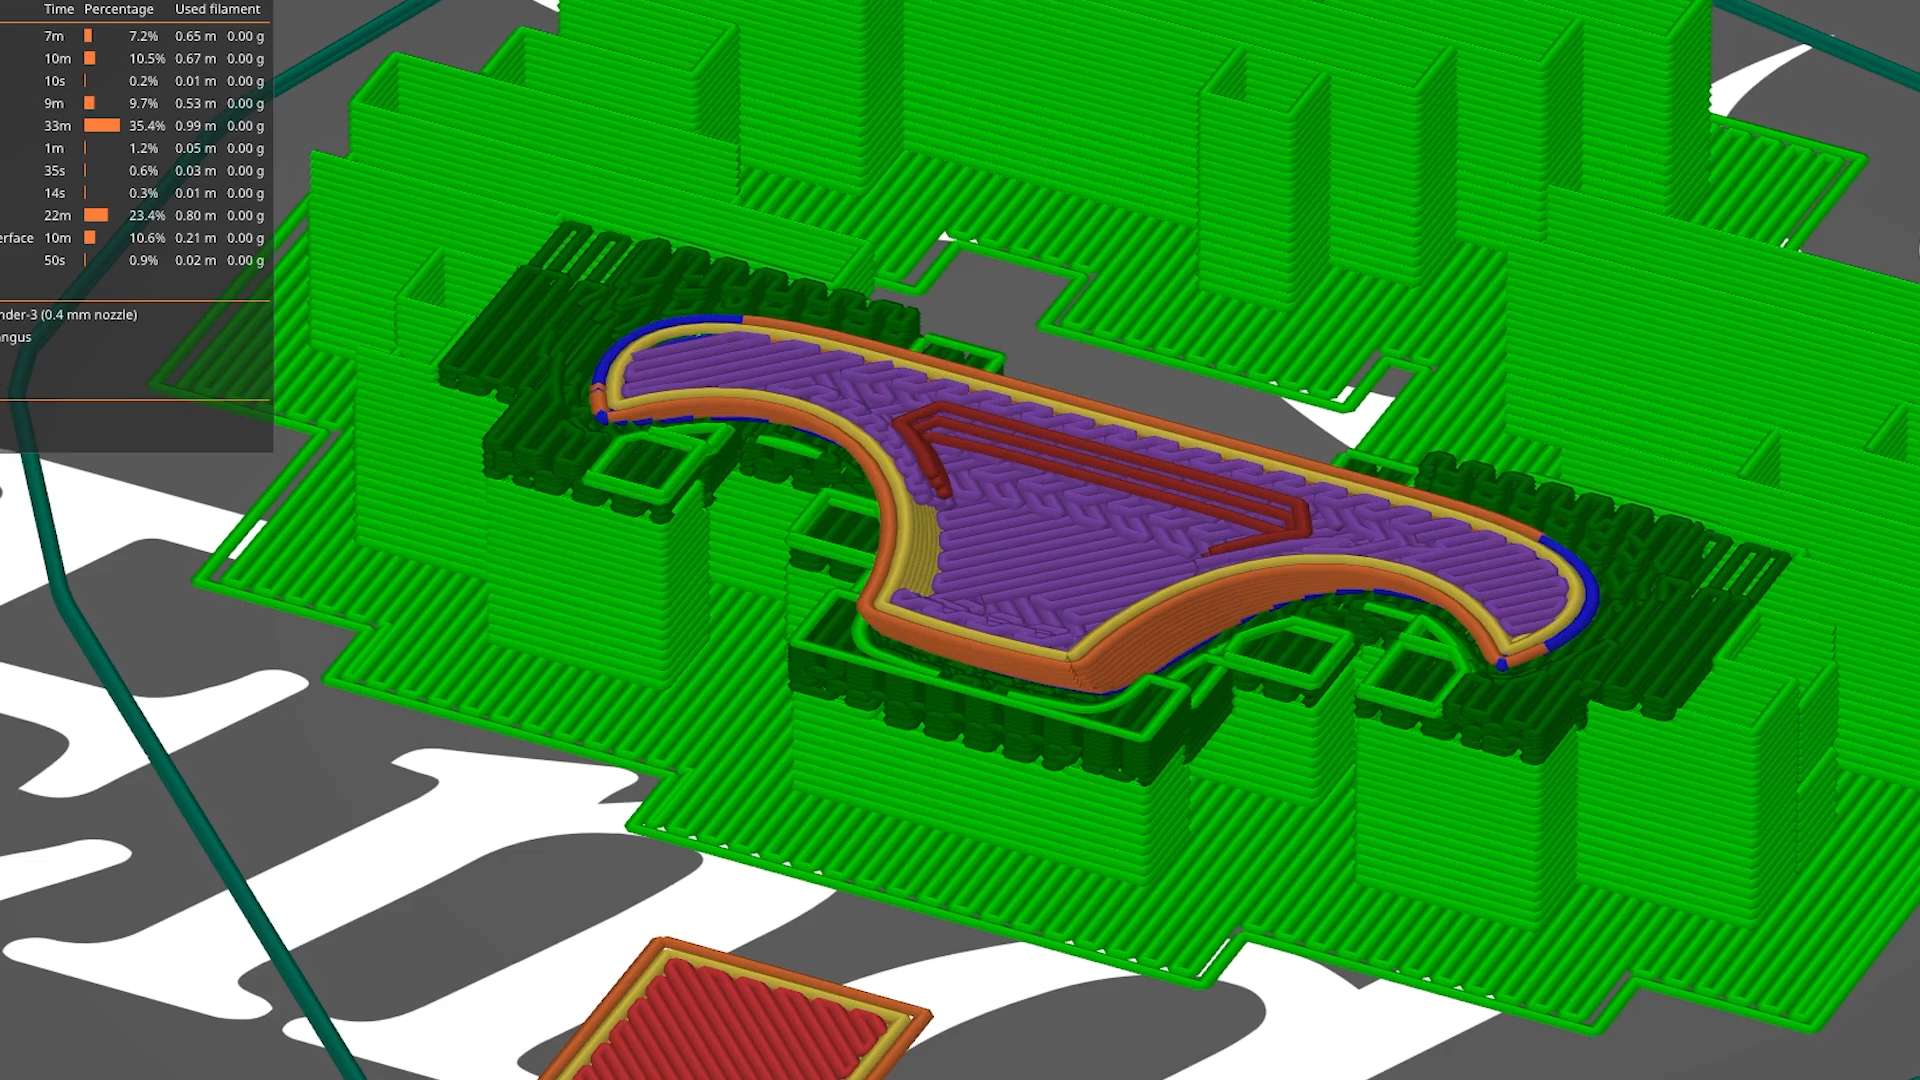 Time Percentage Used filament
7m 7.2% 0.65 m 0.00 g
10m 10.5% 0.67 m 0.00 g
10s 0.2% 0.01 m 0.00 g
9m 9.7% 0.53 m 0.00 g
33m 35.4% 0.99 m 0.00 g
1m 1.2% 0.05 m 0.00 g
35s 0.6% 0.03 m 0.00 g
14s 0.3% 0.01 m 0.00 g
22m 23.4% 0.80 m 0.00 g
erface 10m 10.6% 0.21 m 0.00 g
50s 0.9% 0.02 m 0.00 g
nder-3 (0.4 mm nozzle)
angus